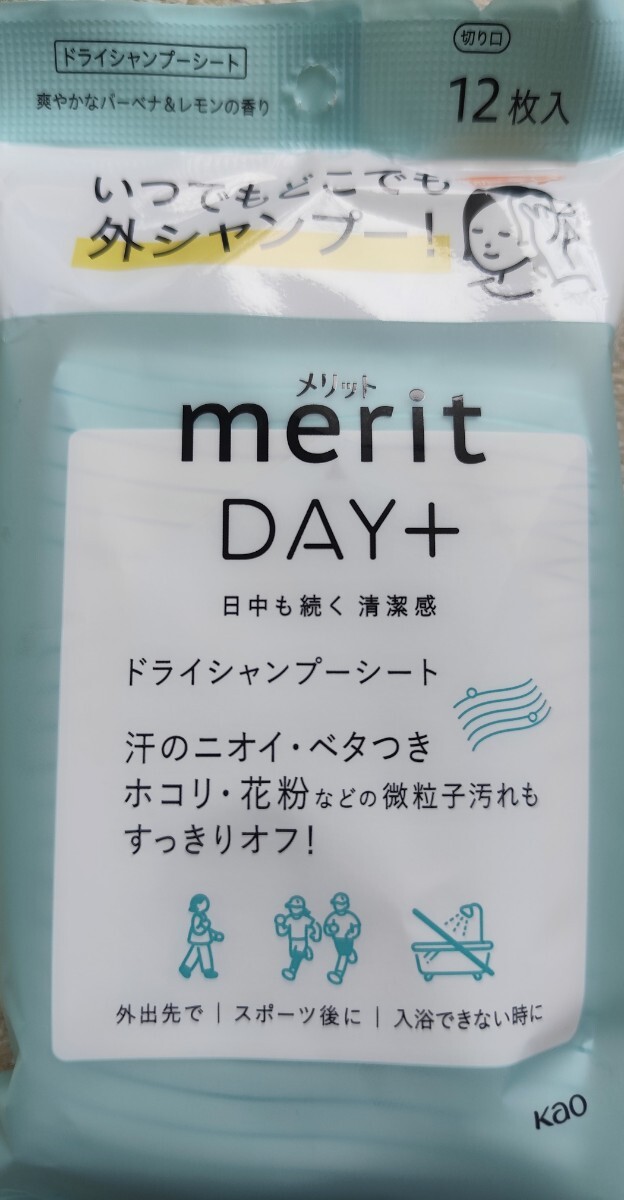 ドライシャンプーシート
爽やかなバーベナ&レモンの香り
切り口
12枚入
いつでもどこでも
外シャンプー!
メリット
merit
DAY+
日中も続く 清潔感
ドライシャンプーシート
汗のニオイ・ベタつき
ホコリ・花粉などの微粒子汚れも
すっきりオフ!
外出先で | スポーツ後に | 入浴できない時に
Kao